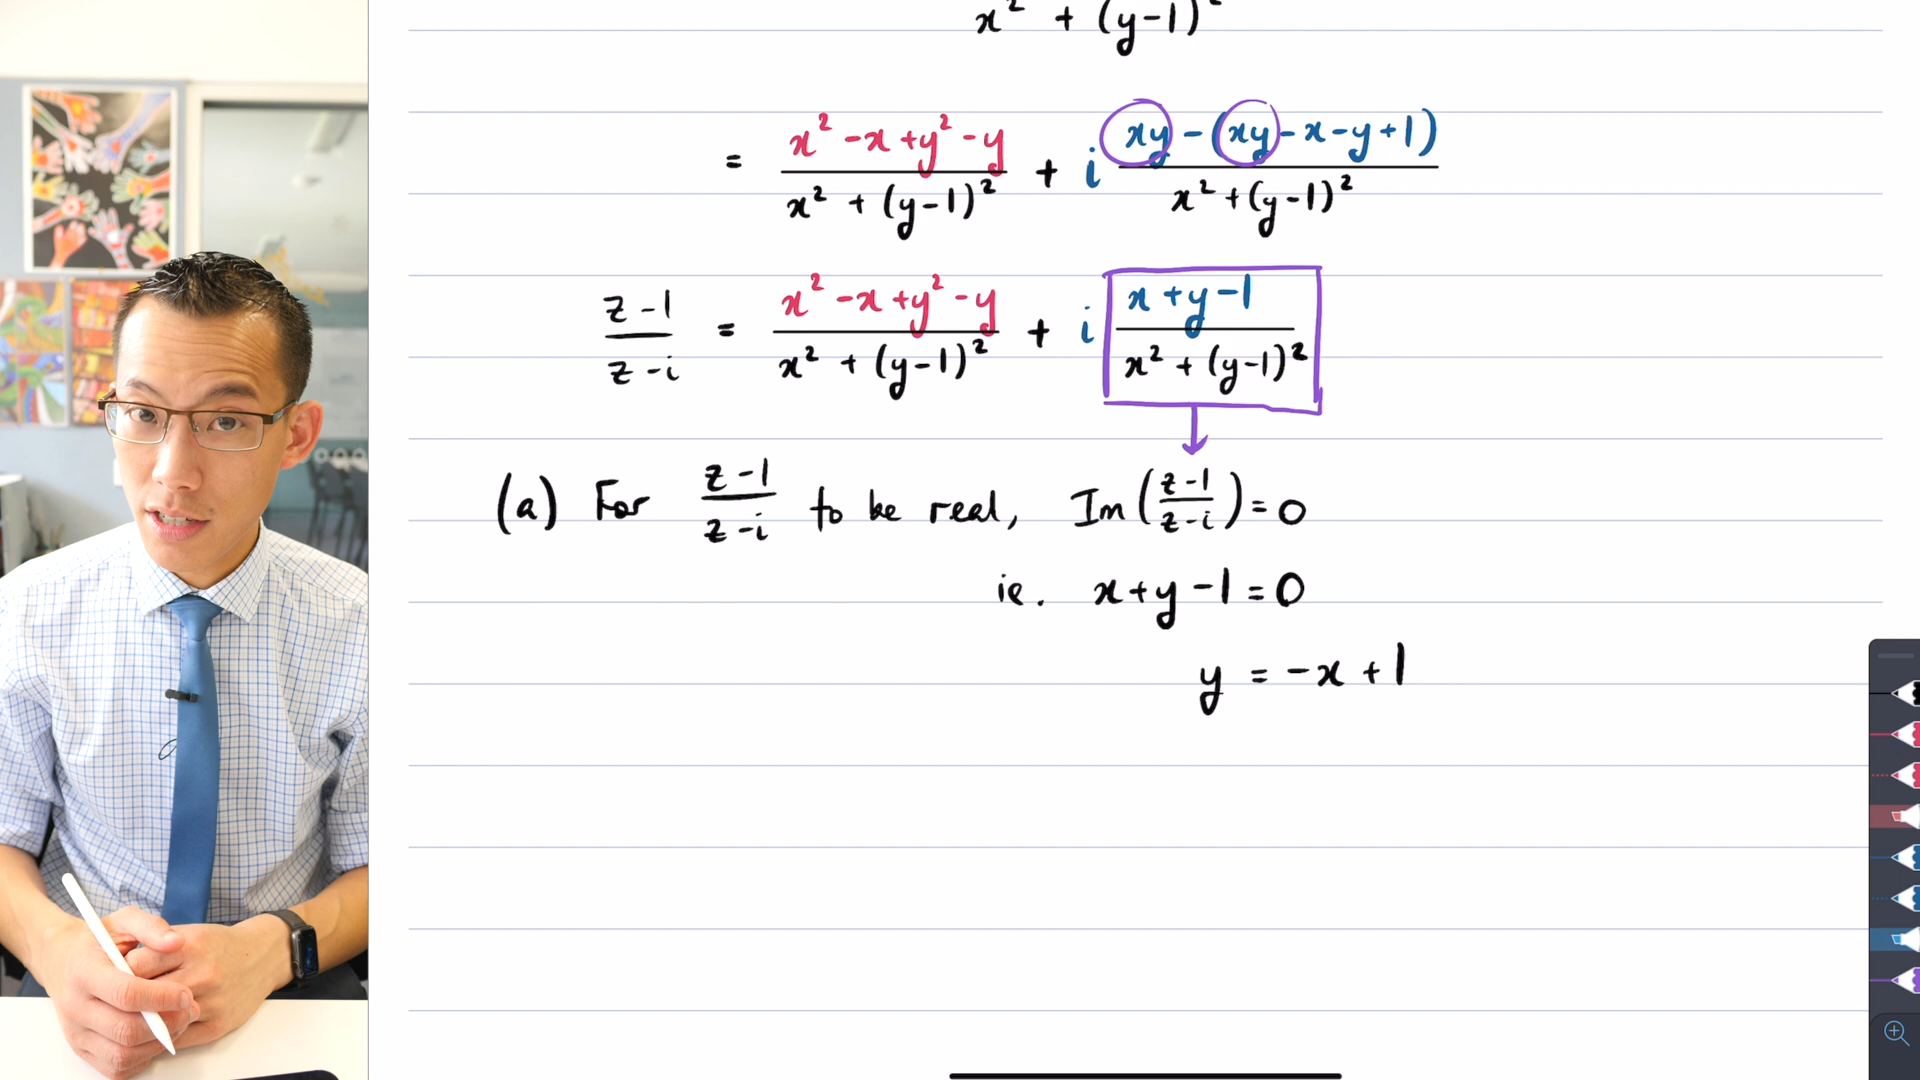 x² + (y-1)²
= x² - x + y² - y / x² + (y-1)² + i xy - (xy - x - y + 1) / x² + (y-1)²
z-1 / z-i = x² - x + y² - y / x² + (y-1)² + i x + y - 1 / x² + (y-1)²
(a) For z-1 / z-i to be real, Im(z-1 / z-i) = 0
ie. x + y - 1 = 0
y = -x + 1